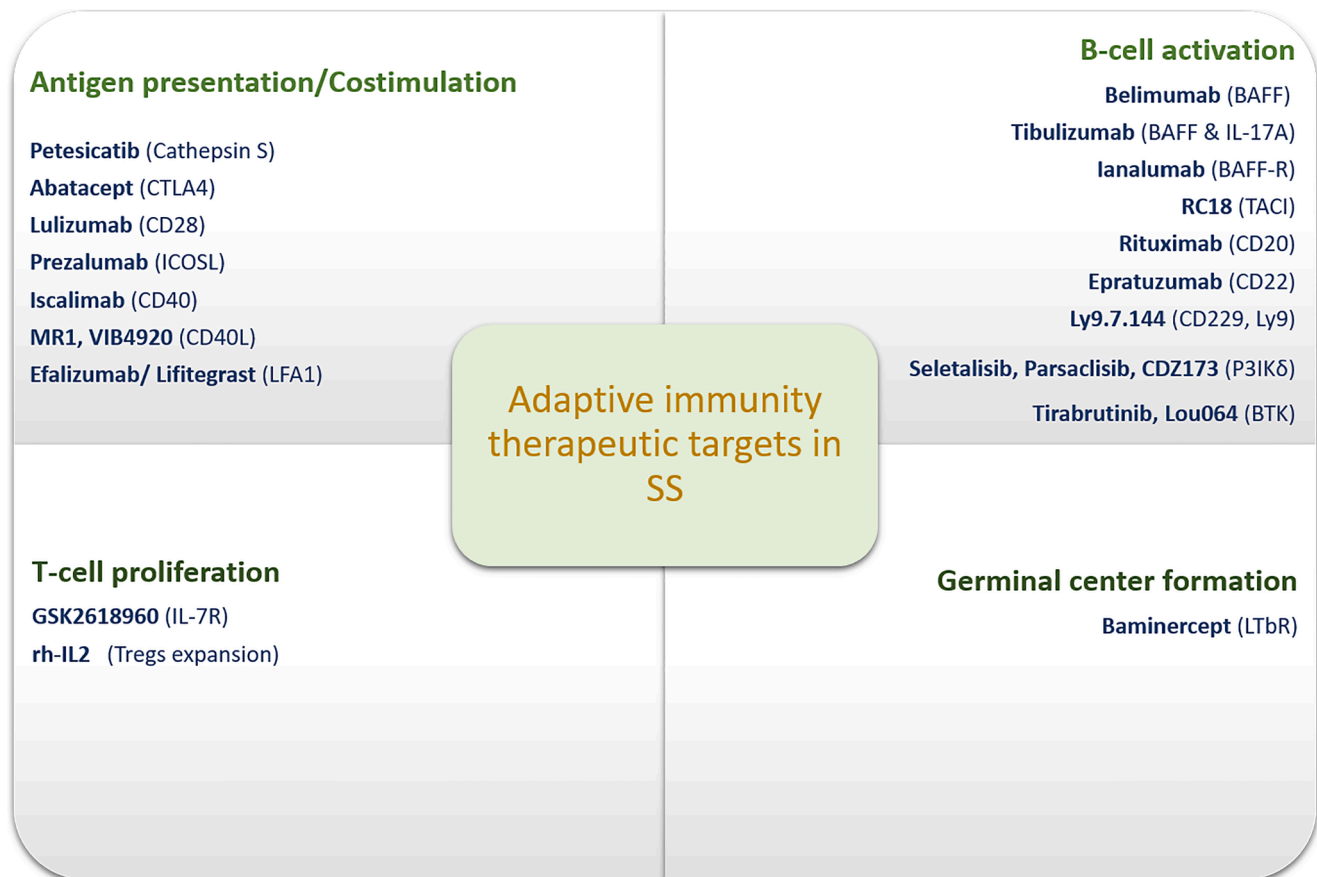 Antigen presentation/Costimulation
Petesicatib (Cathepsin S)
Abatacept (CTLA4)
Lulizumab (CD28)
Prezalumab (ICOSL)
Iscalimab (CD40)
MR1, VIB4920 (CD40L)
Efalizumab/ Lifitegrast (LFA1)
B-cell activation
Belimumab (BAFF)
Tibulizumab (BAFF & IL-17A)
Ianalumab (BAFF-R)
RC18 (TACI)
Rituximab (CD20)
Epratuzumab (CD22)
Ly9.7.144 (CD229, Ly9)
Seletalisib, Parsaclisib, CDZ173 (P3IKδ)
Tirabrutinib, Lou064 (BTK)
Adaptive immunity
therapeutic targets in
SS
T-cell proliferation
GSK2618960 (IL-7R)
rh-IL2 (Tregs expansion)
Germinal center formation
Baminercept (LTbR)